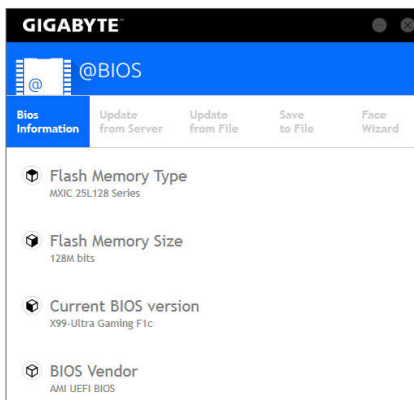 GIGABYTE™
@
@BIOS
Bios
Information
Update
from Server
Update
from File
Save
to File
Face
Wizard
Flash Memory Type
MXIC 25L128 Series
Flash Memory Size
128M bits
Current BIOS version
X99-Ultra Gaming F1c
BIOS Vendor
AMI UEFI BIOS